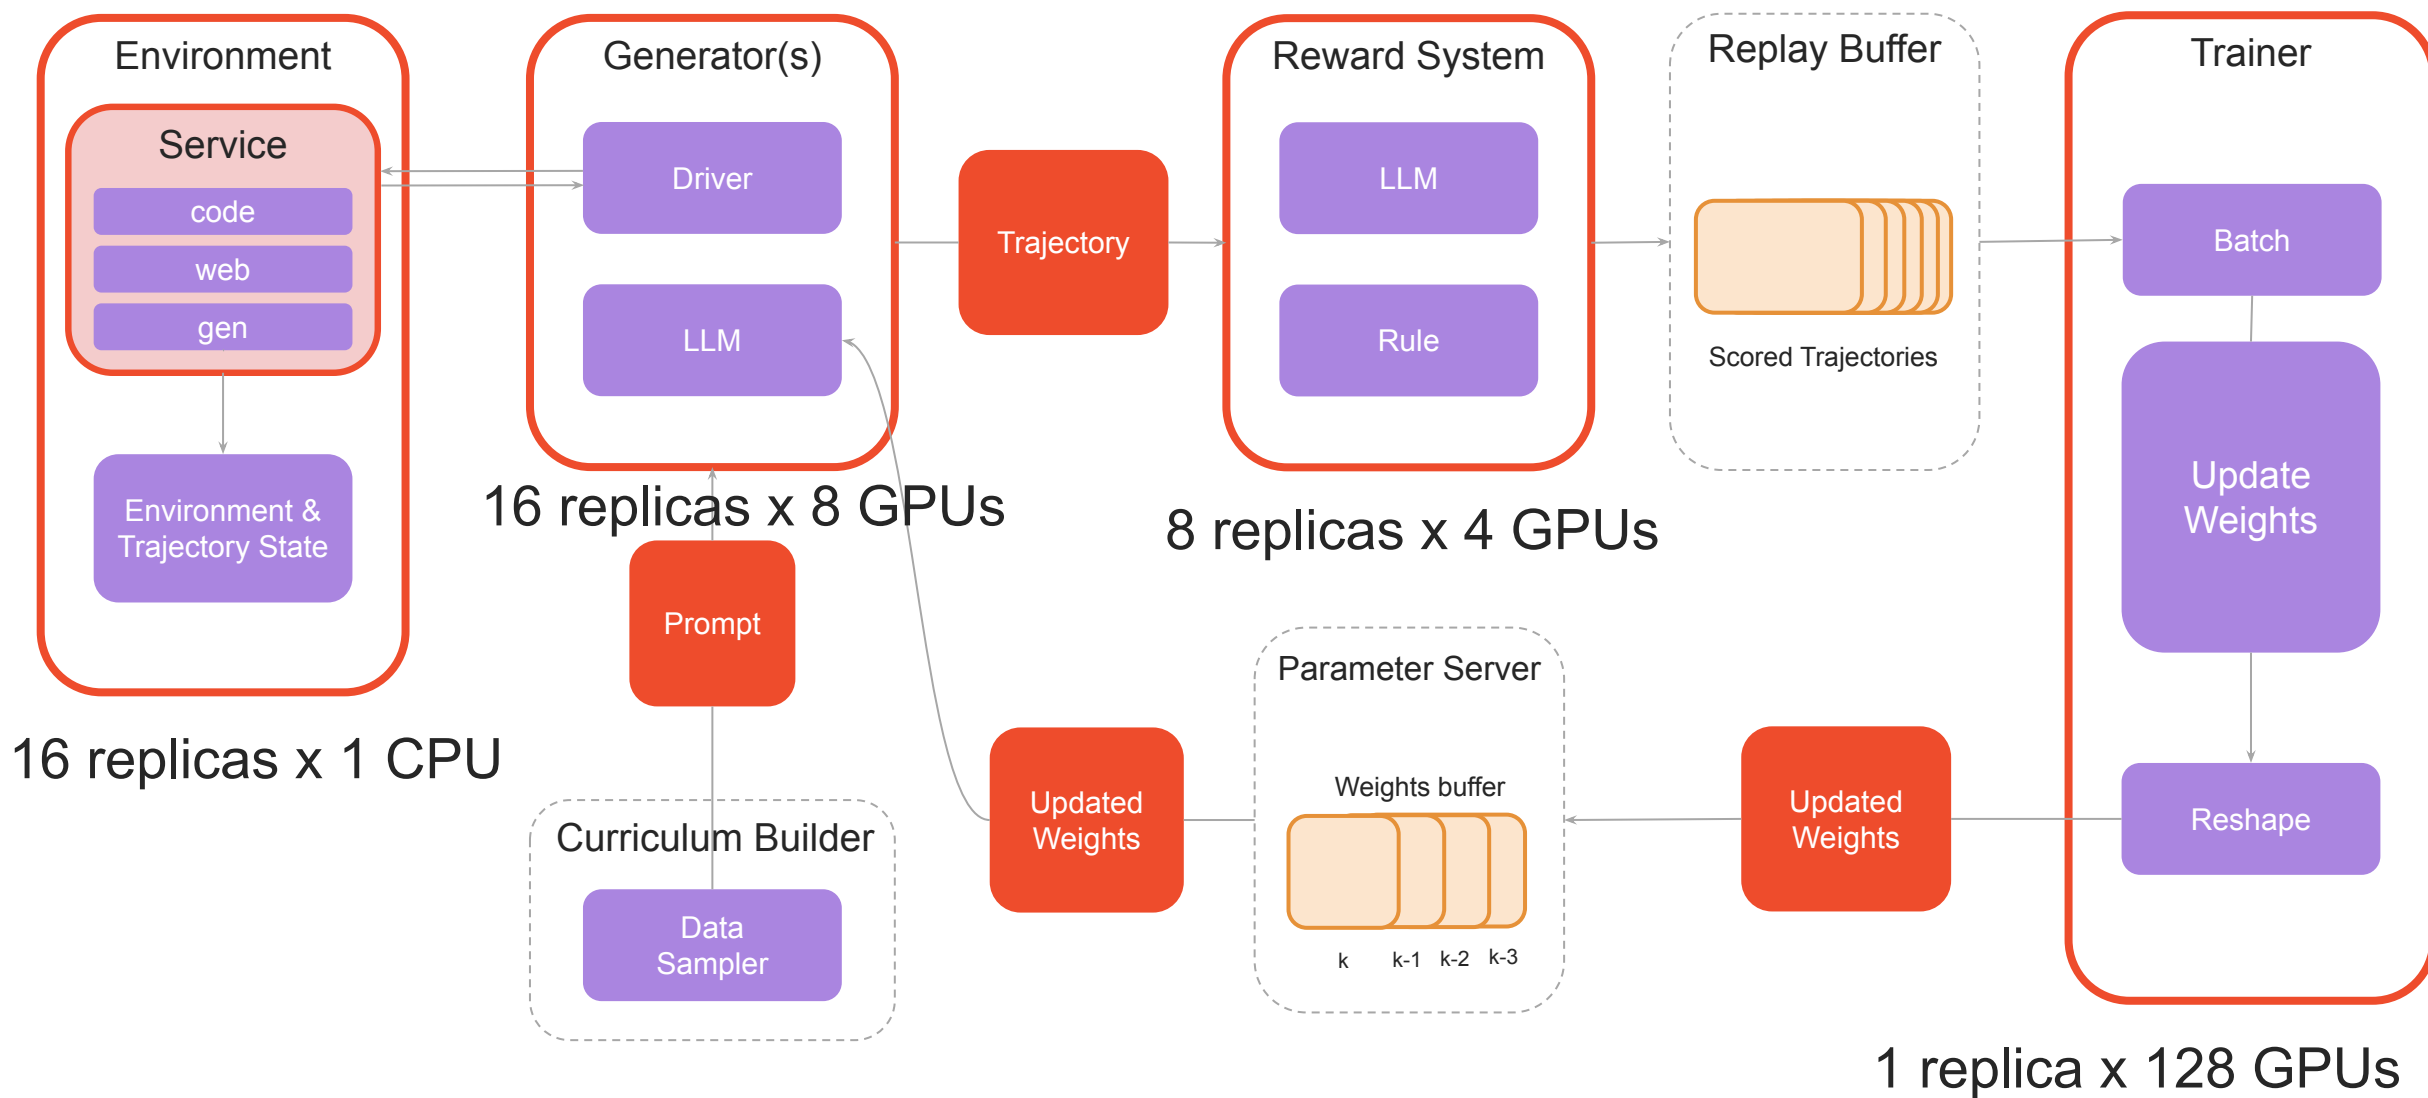 Environment
Service
code
web
gen
Environment &
Trajectory State
16 replicas x 1 CPU
Generator(s)
Driver
LLM
16 replicas x 8 GPUs
Prompt
Curriculum Builder
Data
Sampler
Trajectory
Reward System
LLM
Rule
8 replicas x 4 GPUs
Replay Buffer
Scored Trajectories
Trainer
Batch
Update
Weights
Reshape
1 replica x 128 GPUs
Updated
Weights
Parameter Server
Weights buffer
k
k-1
k-2
k-3
Updated
Weights